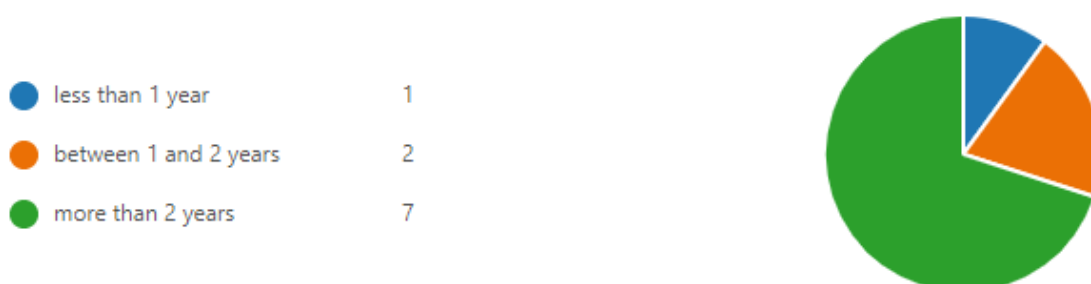 less than 1 year 1
between 1 and 2 years 2
more than 2 years 7